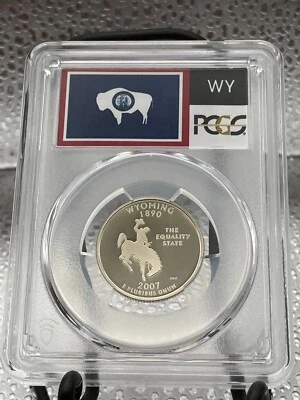 WY
PCGS
WYOMING
1890
THE
EQUALITY
STATE
2007
E PLURIBUS UNUM